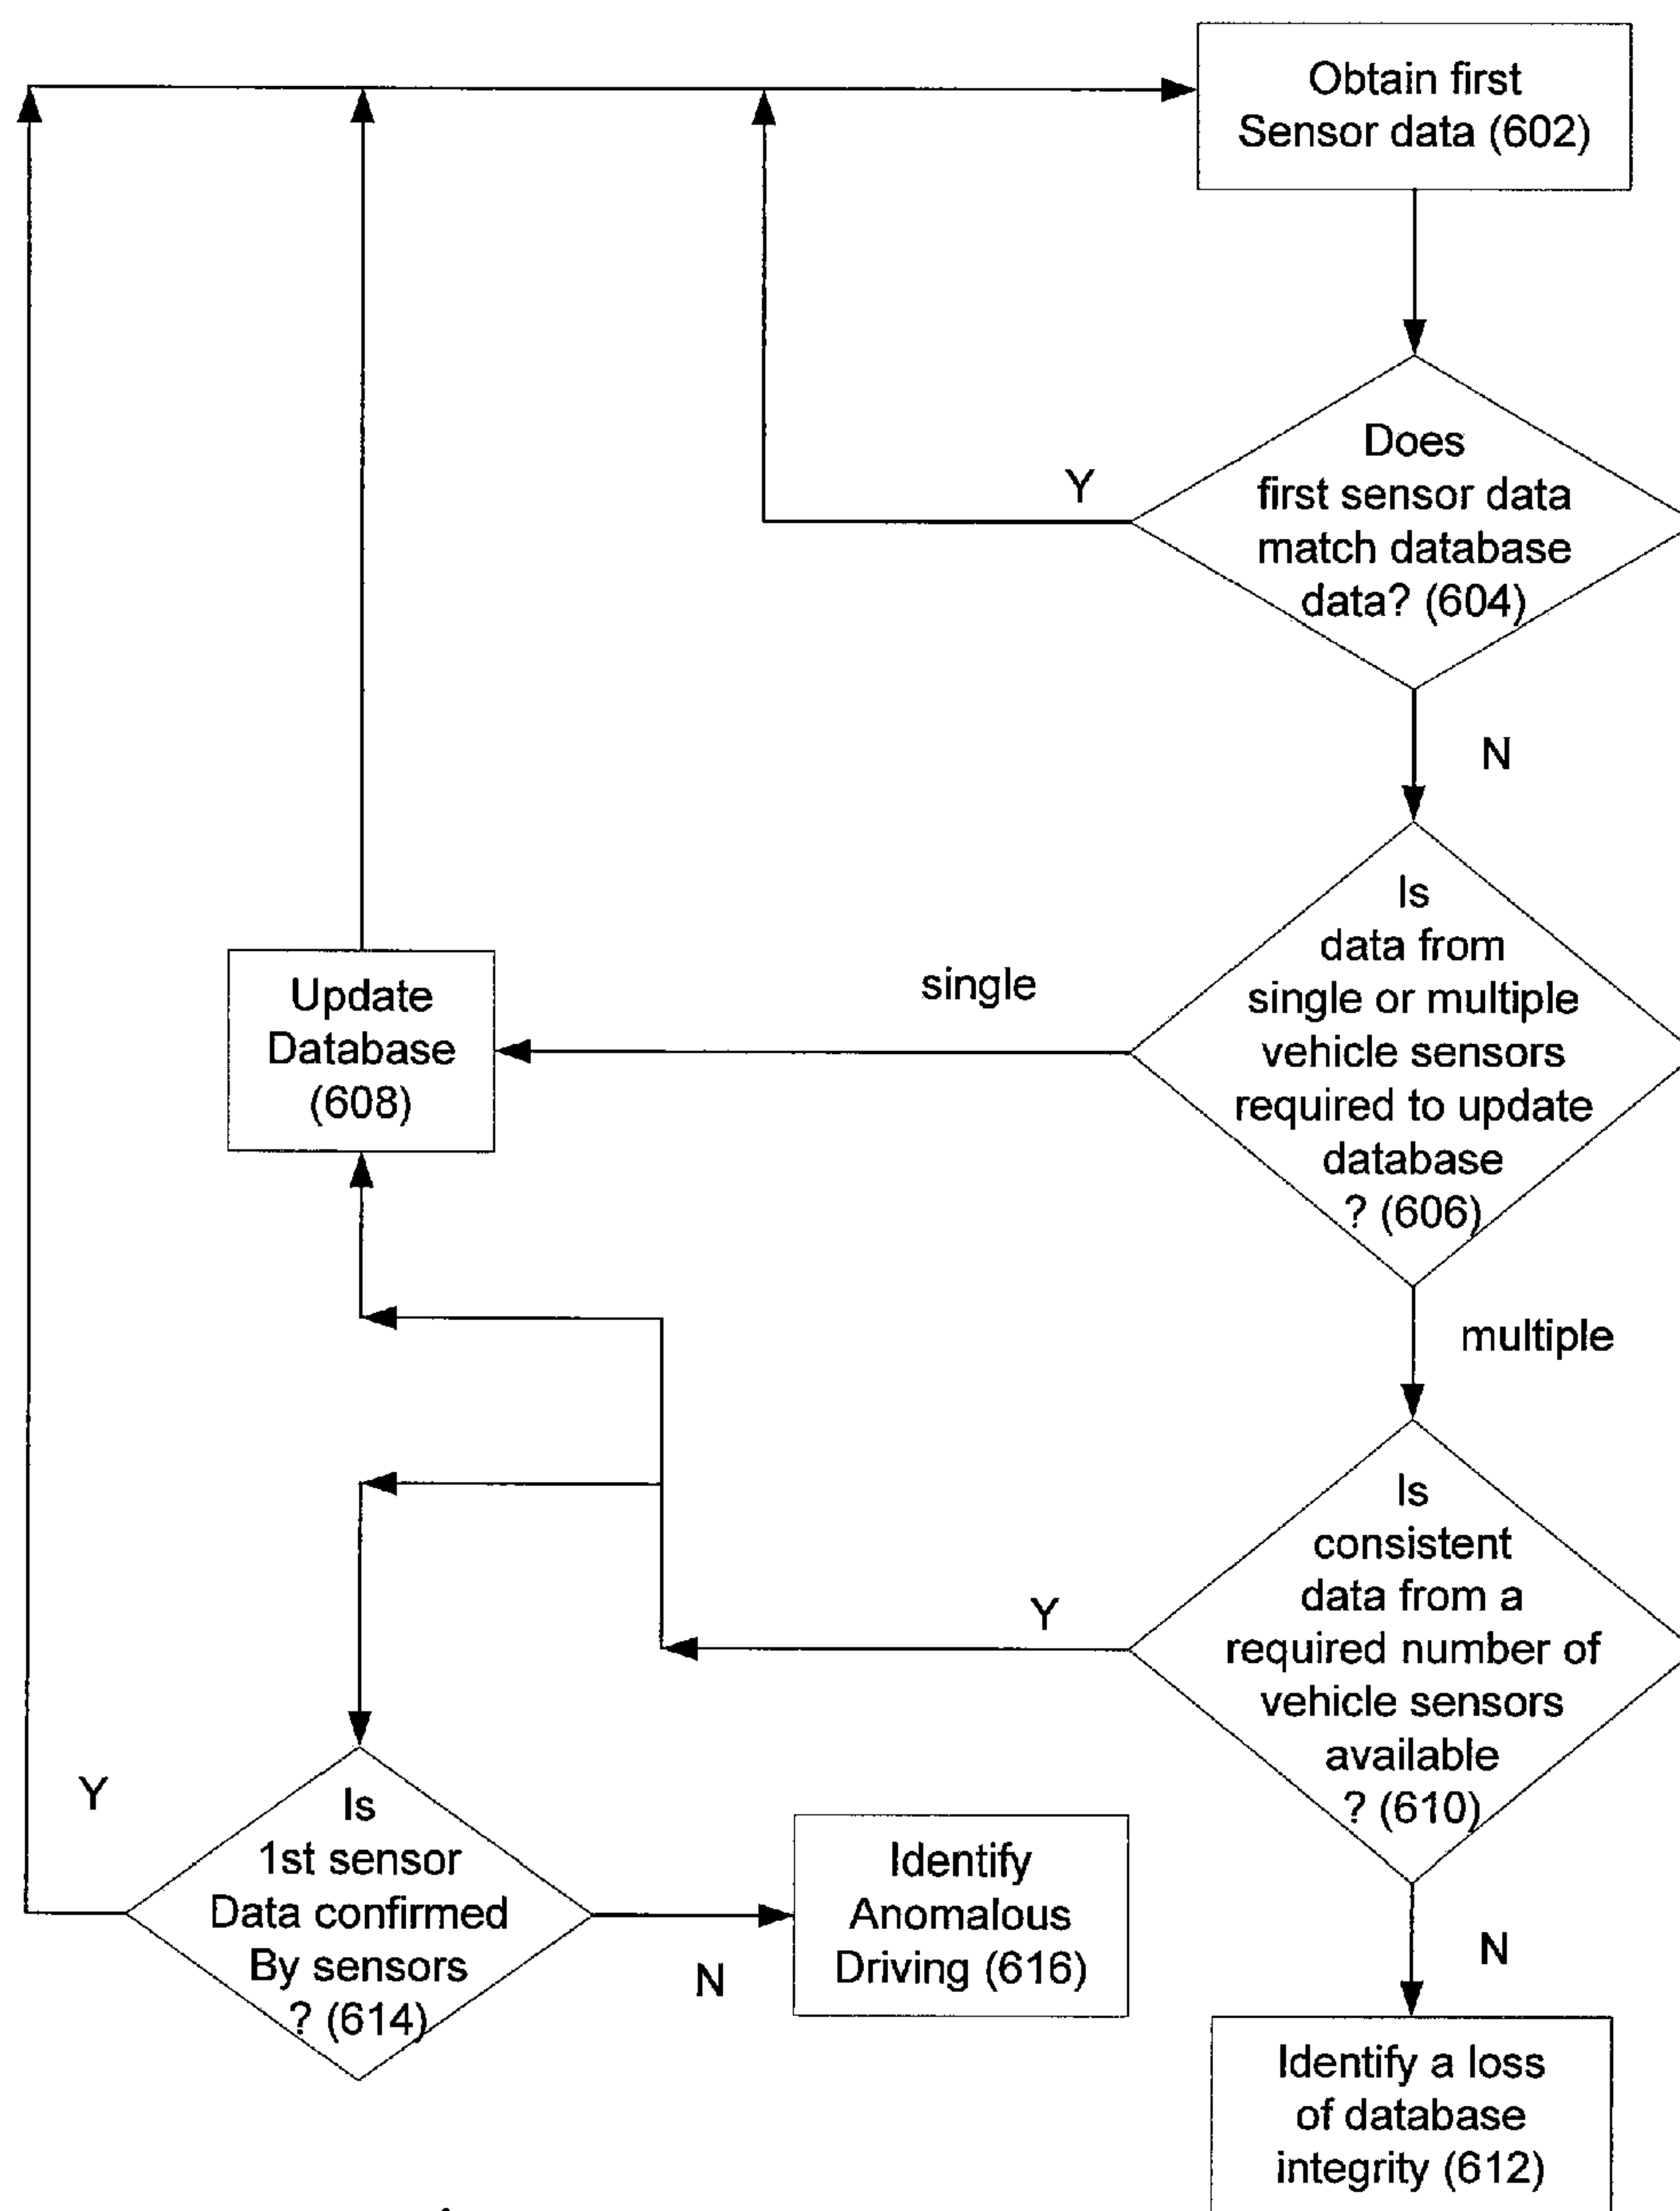 Obtain first
Sensor data (602)
Does
first sensor data
match database
data? (604)
Y
N
Is
data from
single or multiple
vehicle sensors
required to update
database
? (606)
single
Update
Database
(608)
multiple
Is
consistent
data from a
required number of
vehicle sensors
available
? (610)
Y
Y
Is
1st sensor
Data confirmed
By sensors
? (614)
N
Identify
Anomalous
Driving (616)
N
Identify a loss
of database
integrity (612)